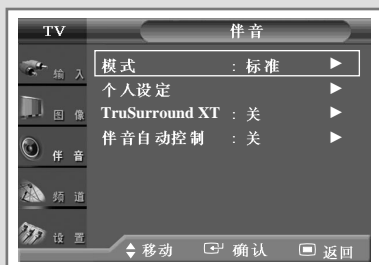 TV
伴音
输入
图像
伴音
频道
设置
模式 : 标准
个人设定
TruSurround XT : 关
伴音自动控制 : 关
移动 确认 返回